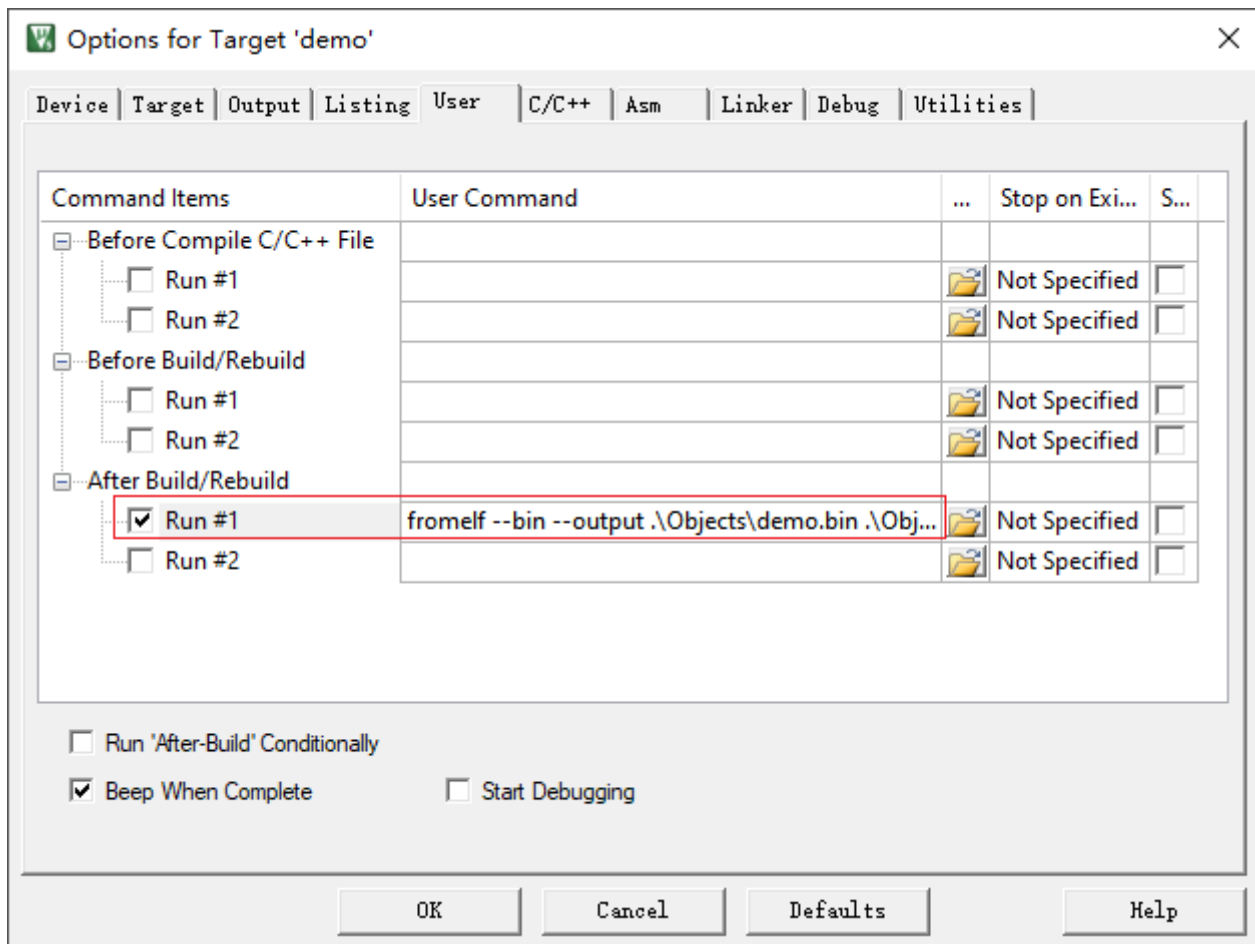 Options for Target 'demo'
Device Target Output Listing User C/C++ Asm Linker Debug Utilities
Command Items User Command ... Stop on Exi... S...
Before Compile C/C++ File
Run #1 Not Specified
Run #2 Not Specified
Before Build/Rebuild
Run #1 Not Specified
Run #2 Not Specified
After Build/Rebuild
Run #1 fromelf --bin --output .\Objects\demo.bin .\Obj... Not Specified
Run #2 Not Specified
Run 'After-Build' Conditionally
Beep When Complete Start Debugging
OK Cancel Defaults Help